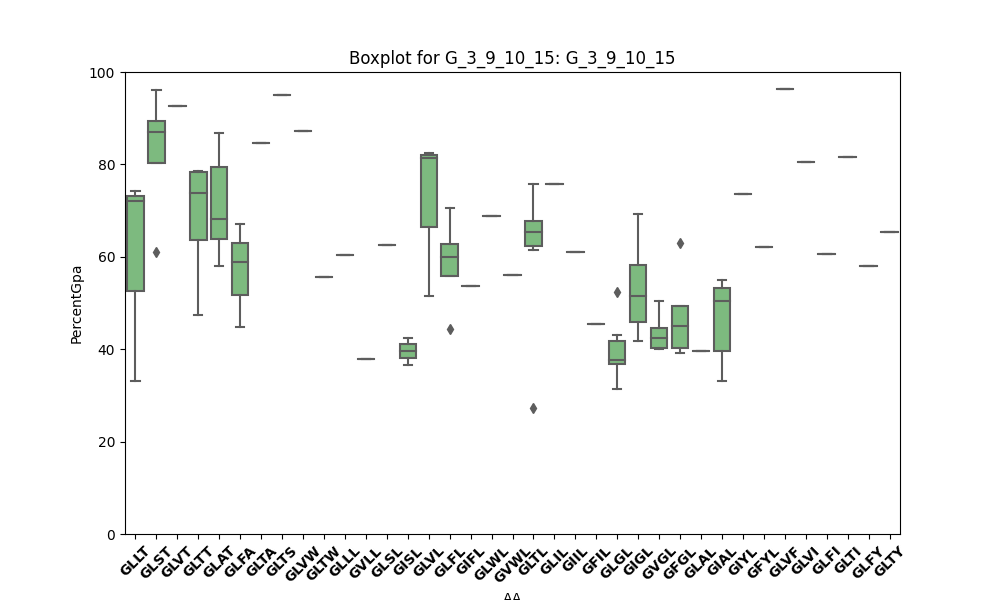 Boxplot for G_3_9_10_15: G_3_9_10_15
100
80
60
40
20
0
PercentGpa
GLLT
GLST
GLVT
GLTT
GLAT
GLFA
GLTA
GLTS
GLVW
GLTW
GLLL
GVLL
GLSL
GISL
GLVL
GLFL
GIFL
GLWL
GVWL
GLTL
GLIL
GIIL
GFIL
GLGL
GIGL
GVGL
GFGL
GLAL
GIAL
GIYL
GFYL
GLVF
GLVI
GLFI
GLTI
GLFY
GLTY
AA